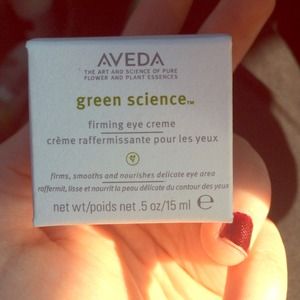 AVEDA
THE ART AND SCIENCE OF PURE
FLOWER AND PLANT ESSENCES
green science™
firming eye creme
crème raffermissante pour les yeux
firms, smooths and nourishes delicate eye area
raffermit, lisse et nourrit la peau délicate du contour des yeux
net wt/poids net .5 oz/15 ml ℮